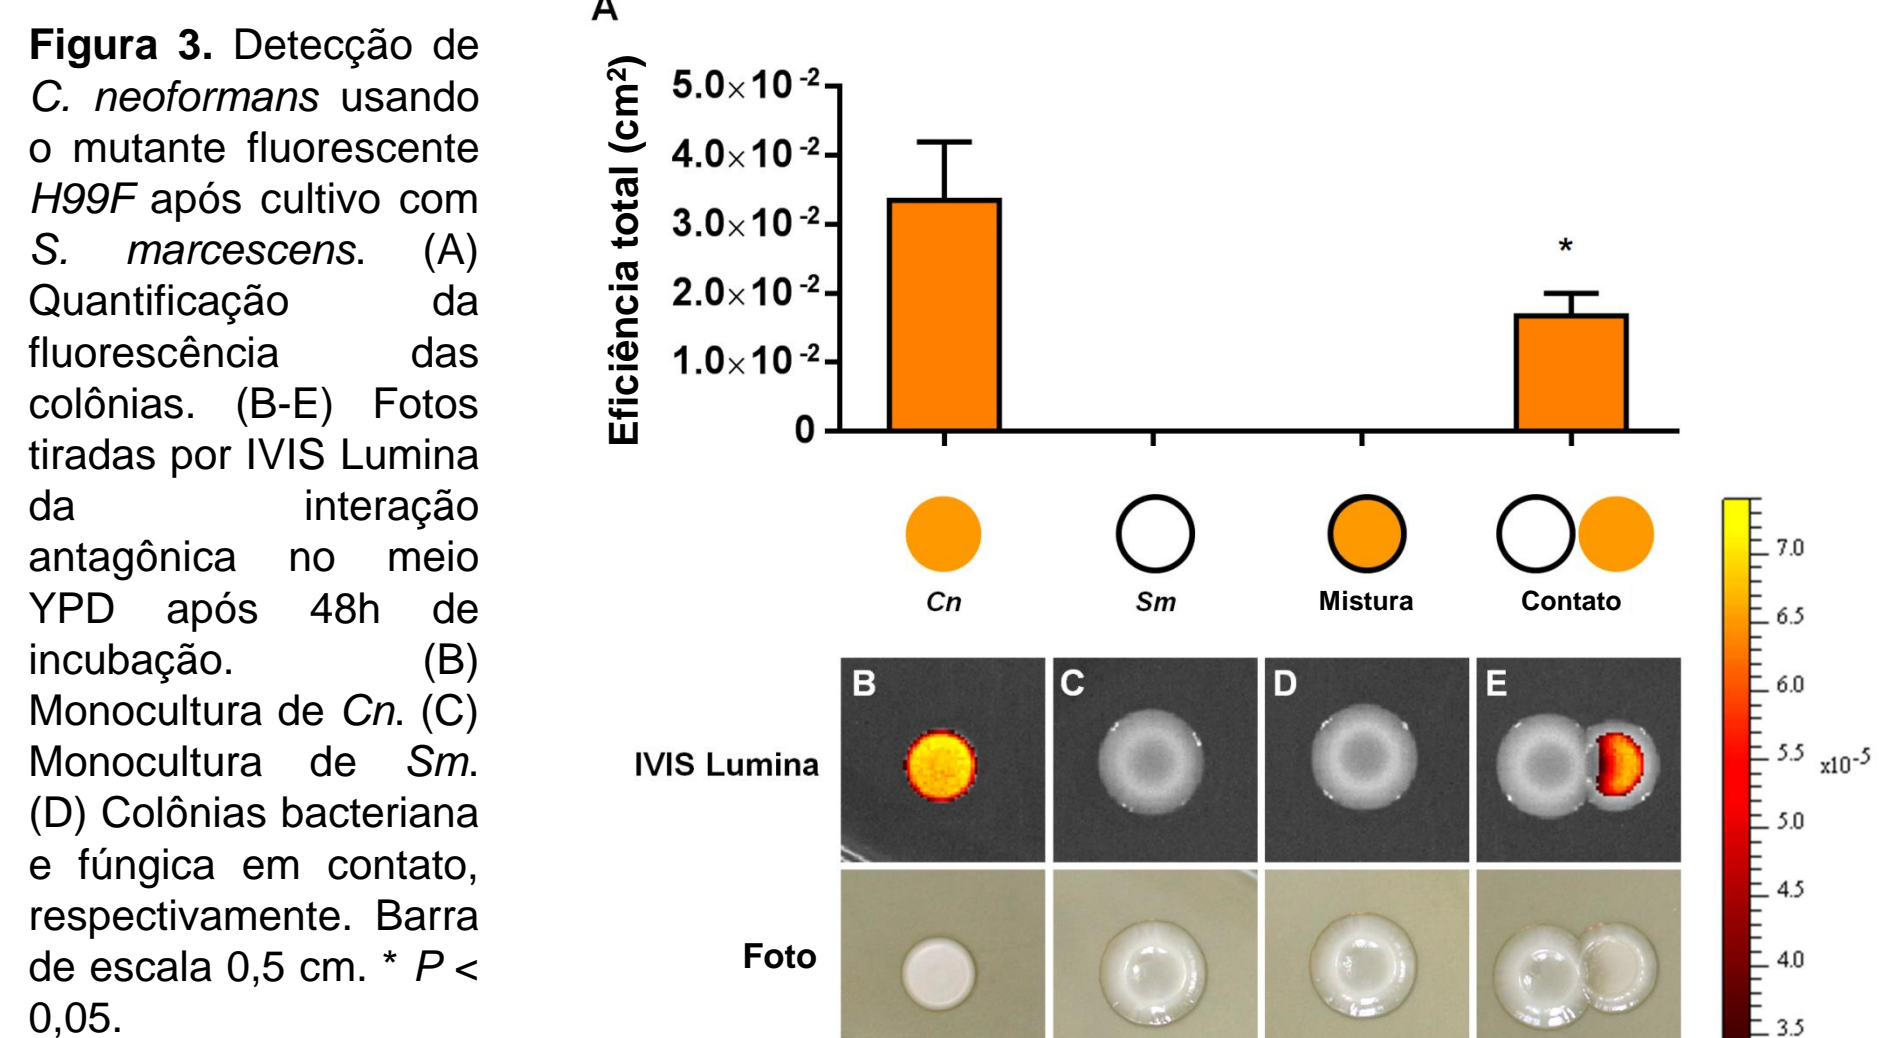 Figura 3. Detecção de
C. neoformans usando
o mutante fluorescente
H99F após cultivo com
S. marcescens. (A)
Quantificação da
fluorescência das
colônias. (B-E) Fotos
tiradas por IVIS Lumina
da interação
antagônica no meio
YPD após 48h de
incubação. (B)
Monocultura de Cn. (C)
Monocultura de Sm.
(D) Colônias bacteriana
e fúngica em contato,
respectivamente. Barra
de escala 0,5 cm. * P <
0,05.
A
Eficiência total (cm²)
5.0×10⁻²
4.0×10⁻²
3.0×10⁻²
2.0×10⁻²
1.0×10⁻²
0
*
Cn
Sm
Mistura
Contato
IVIS Lumina
B
C
D
E
Foto
7.0
6.5
6.0
5.5
5.0
4.5
4.0
3.5
x10⁻⁵